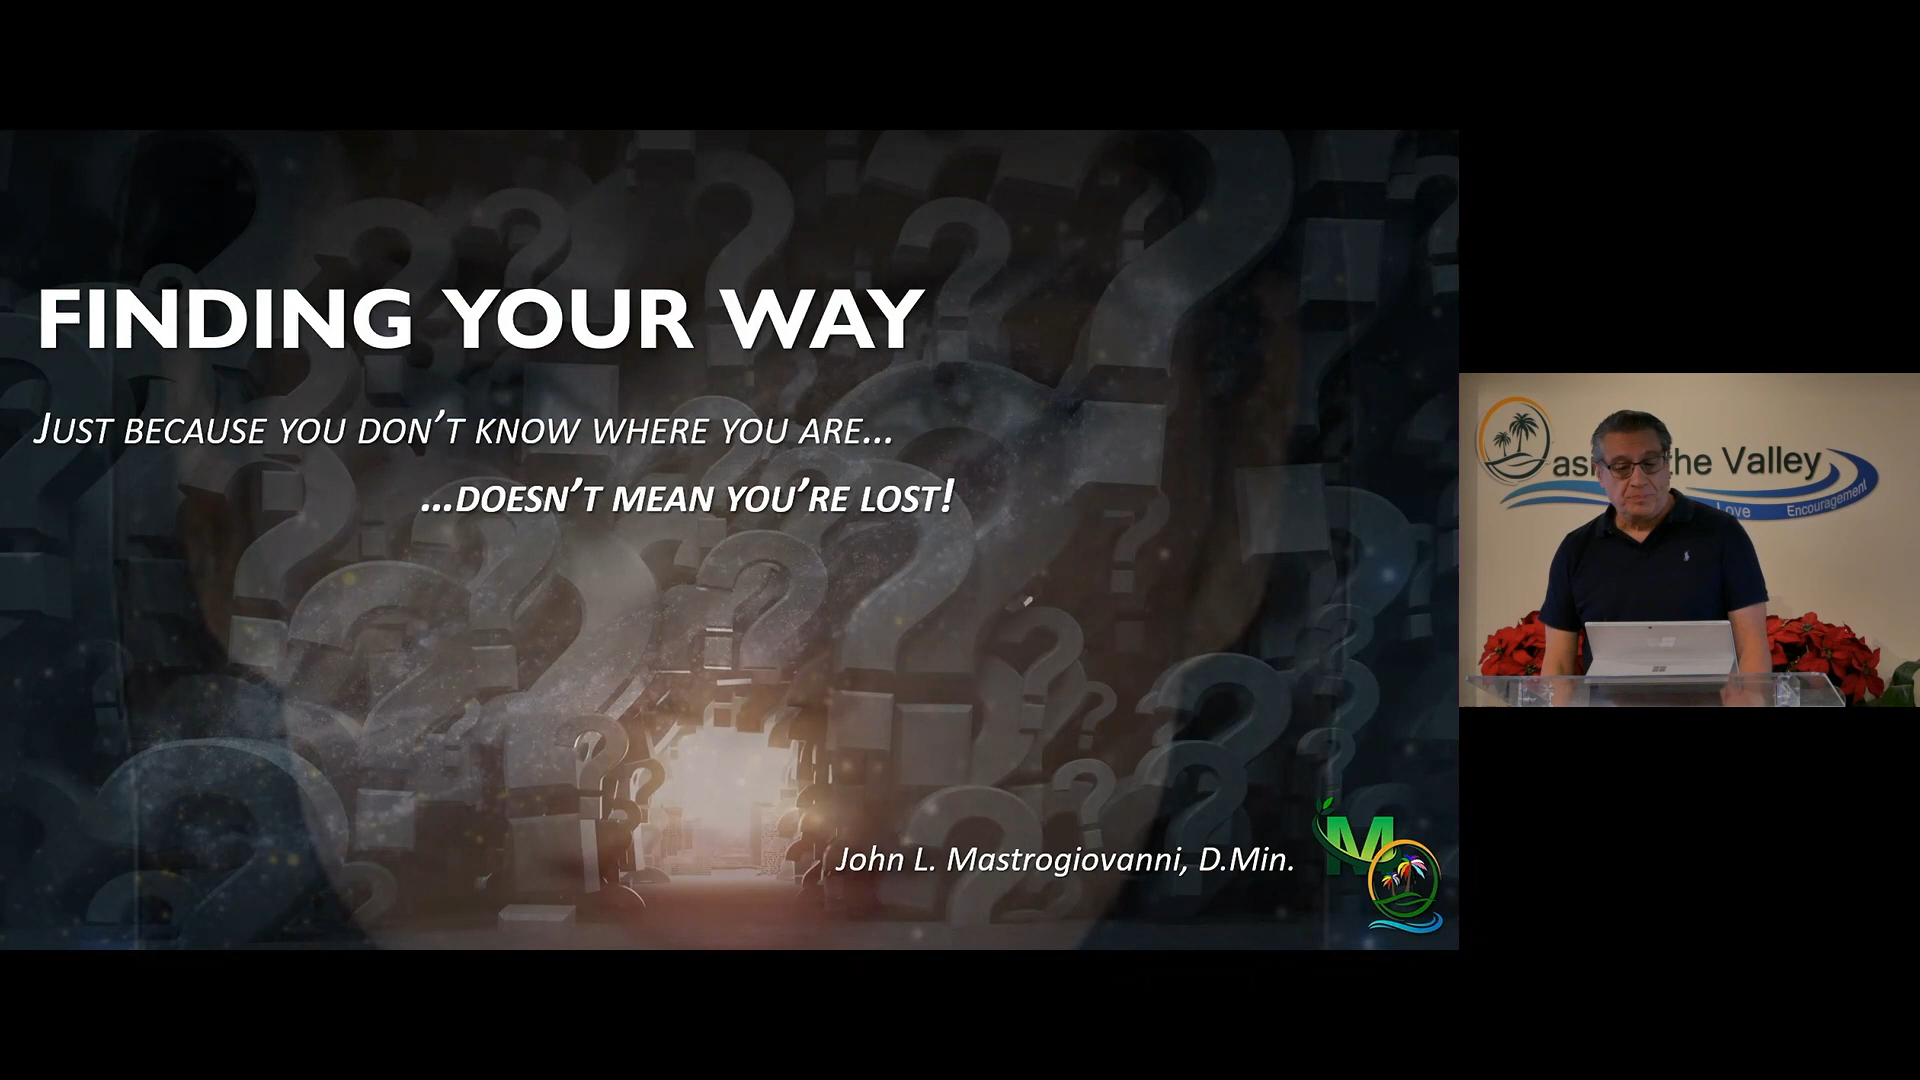 FINDING YOUR WAY
JUST BECAUSE YOU DON'T KNOW WHERE YOU ARE...
...DOESN'T MEAN YOU'RE LOST!
John L. Mastrogiovanni, D.Min.
M
the Valley
Love Encouragement